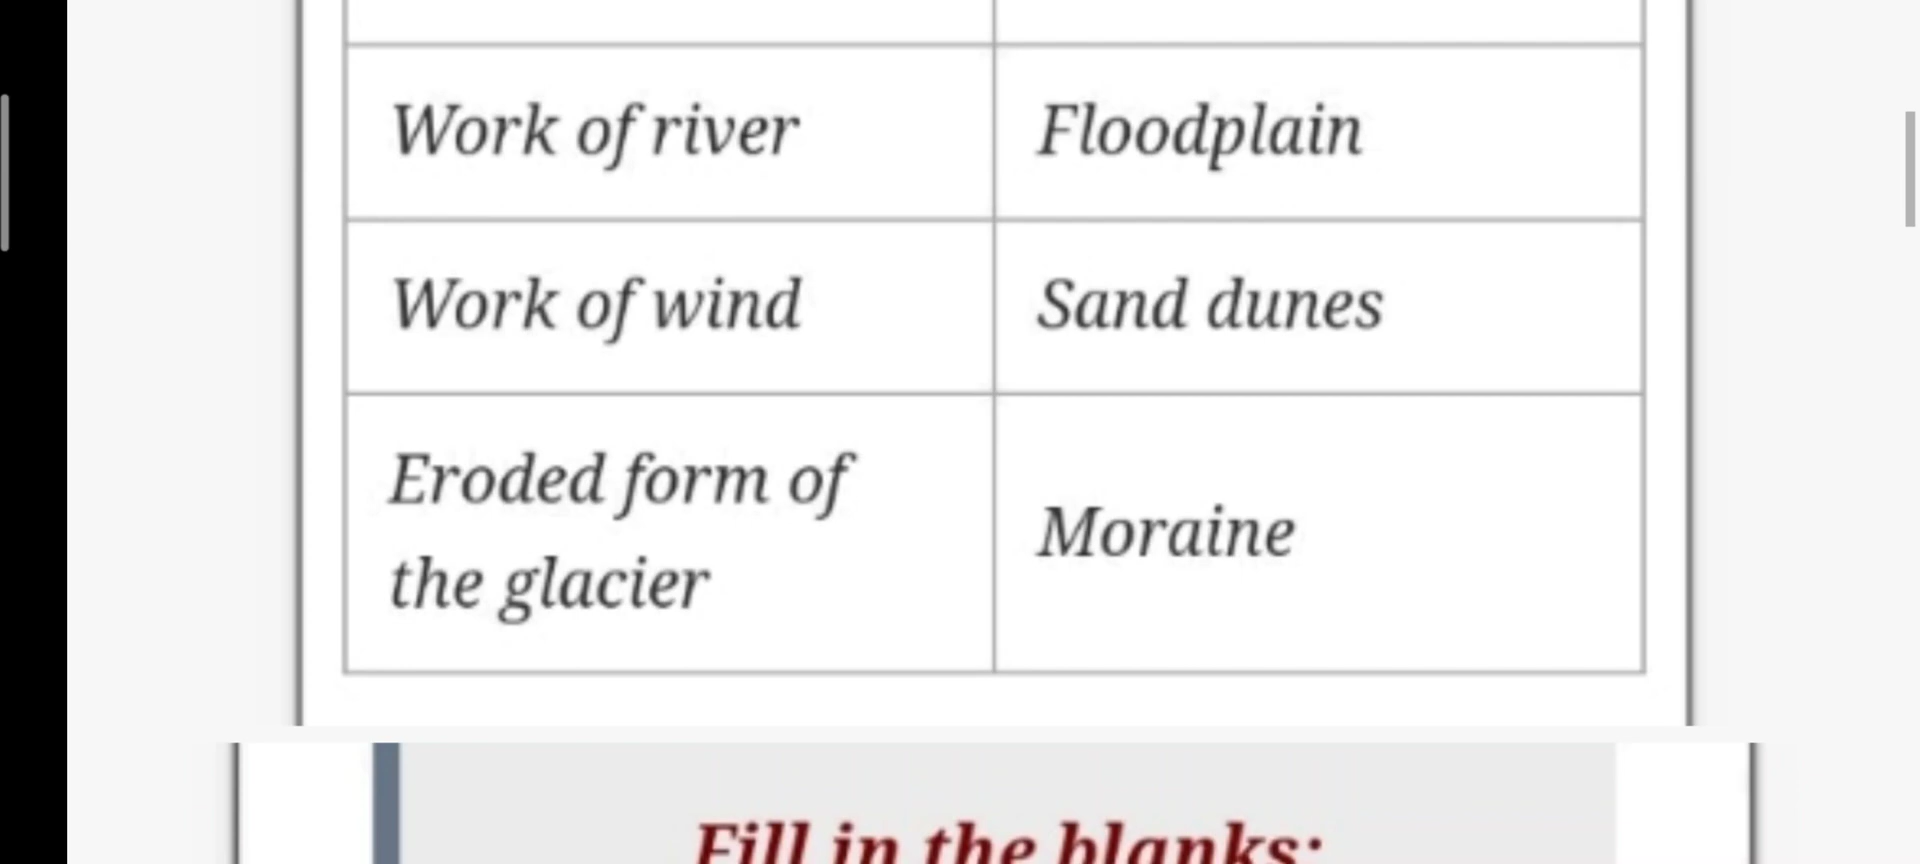 Work of river
Floodplain
Work of wind
Sand dunes
Eroded form of
the glacier
Moraine
Fill in the blanks: